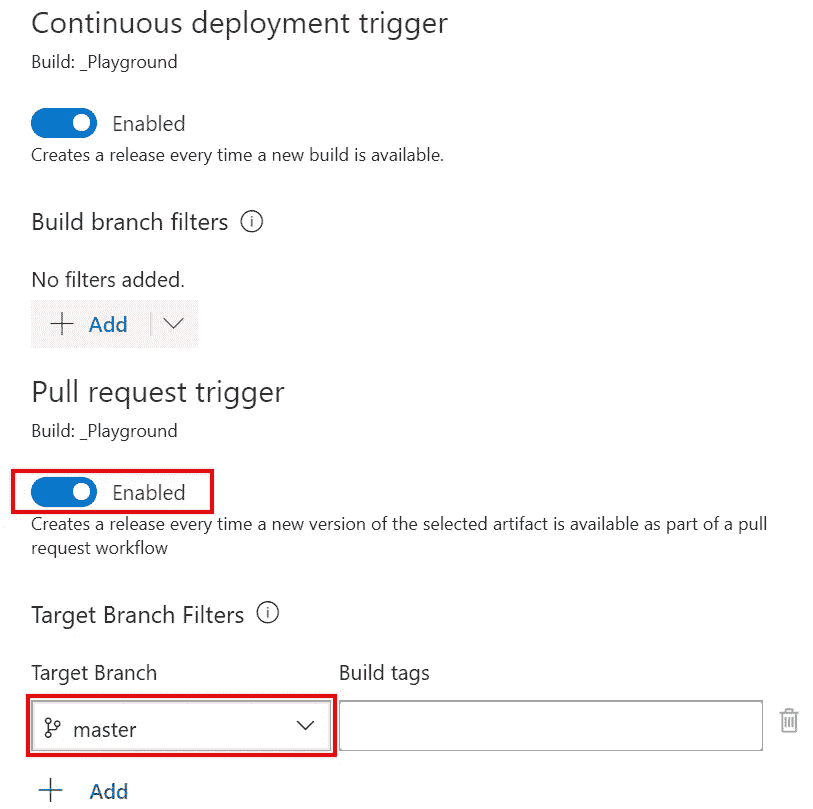 Continuous deployment trigger
Build: _Playground
Enabled
Creates a release every time a new build is available.
Build branch filters
No filters added.
Add
Pull request trigger
Build: _Playground
Enabled
Creates a release every time a new version of the selected artifact is available as part of a pull
request workflow
Target Branch Filters
Target Branch Build tags
master
Add